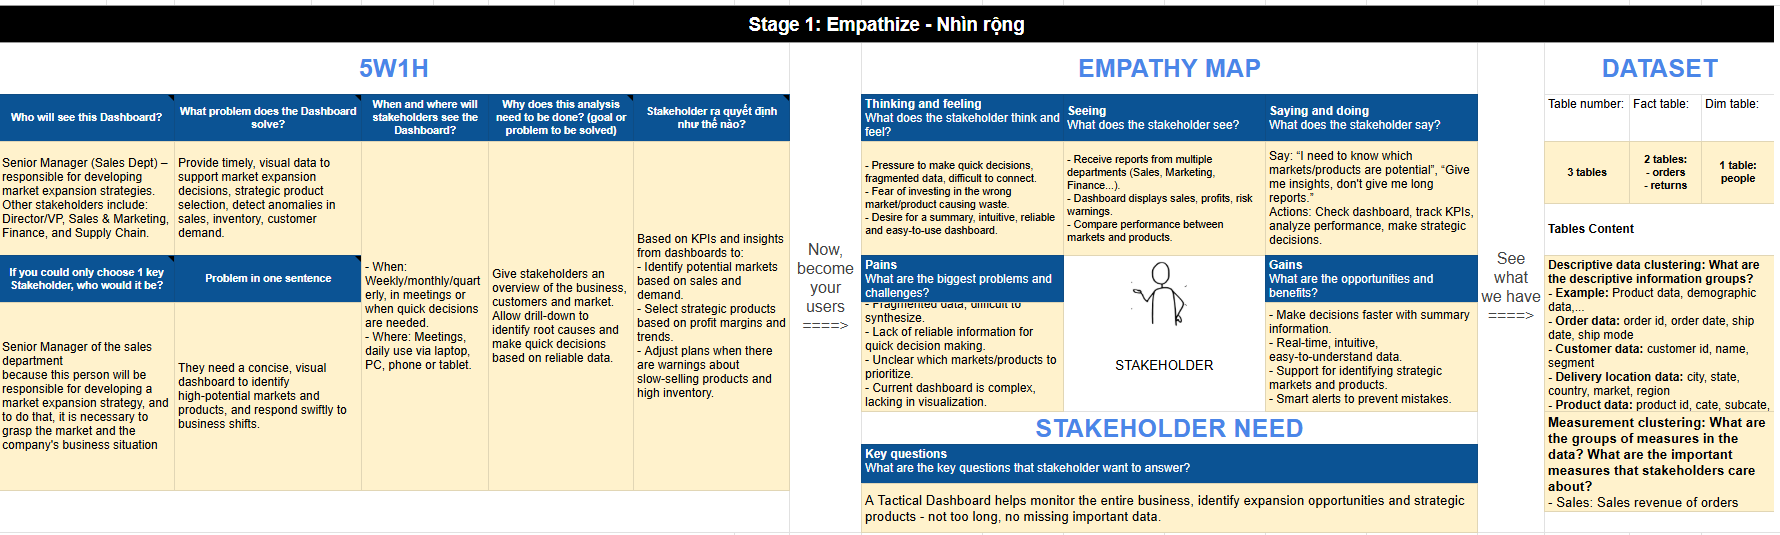 Stage 1: Empathize - Nhìn rộng
5W1H
Who will see this Dashboard?
What problem does the Dashboard
solve?
When and where will
stakeholders see the
Dashboard?
Why does this analysis
need to be done? (goal or
problem to be solved)
Stakeholder ra quyết định
như thế nào?
Senior Manager (Sales Dept) –
responsible for developing
market expansion strategies.
Other stakeholders include:
Director/VP, Sales & Marketing,
Finance, and Supply Chain.
Provide timely, visual data to
support market expansion
decisions, strategic product
selection, detect anomalies in
sales, inventory, customer
demand.
If you could only choose 1 key
Stakeholder, who would it be?
Problem in one sentence
Senior Manager of the sales
department
because this person will be
responsible for developing a
market expansion strategy, and
to do that, it is necessary to
grasp the market and the
company's business situation
They need a concise, visual
dashboard to identify
high-potential markets and
products, and respond swiftly to
business shifts.
- When:
Weekly/monthly/quart
erly, in meetings or
when quick decisions
are needed.
- Where: Meetings,
daily use via laptop,
PC, phone or tablet.
Give stakeholders an
overview of the business,
customers and market.
Allow drill-down to
identify root causes and
make quick decisions
based on reliable data.
Based on KPIs and insights
from dashboards to:
- Identify potential markets
based on sales and
demand.
- Select strategic products
based on profit margins and
trends.
- Adjust plans when there
are warnings about
slow-selling products and
high inventory.
Now,
become
your
users
====>
EMPATHY MAP
Thinking and feeling
What does the stakeholder think and
feel?
Seeing
What does the stakeholder see?
Saying and doing
What does the stakeholder say?
- Pressure to make quick decisions,
fragmented data, difficult to connect.
- Fear of investing in the wrong
market/product causing waste.
- Desire for a summary, intuitive, reliable
and easy-to-use dashboard.
- Receive reports from multiple
departments (Sales, Marketing,
Finance...).
- Dashboard displays sales, profits, risk
warnings.
- Compare performance between
markets and products.
Say: “I need to know which
markets/products are potential”, “Give
me insights, don't give me long
reports.”
Actions: Check dashboard, track KPIs,
analyze performance, make strategic
decisions.
Pains
What are the biggest problems and
challenges?
- Fragmented data, difficult to
synthesize.
- Lack of reliable information for
quick decision making.
- Unclear which markets/products to
prioritize.
- Current dashboard is complex,
lacking in visualization.
STAKEHOLDER
Gains
What are the opportunities and
benefits?
- Make decisions faster with summary
information.
- Real-time, intuitive,
easy-to-understand data.
- Support for identifying strategic
markets and products.
- Smart alerts to prevent mistakes.
STAKEHOLDER NEED
Key questions
What are the key questions that stakeholder want to answer?
A Tactical Dashboard helps monitor the entire business, identify expansion opportunities and strategic
products - not too long, no missing important data.
See
what
we have
====>
DATASET
Table number:
Fact table:
Dim table:
3 tables
2 tables:
- orders
- returns
1 table:
people
Tables Content
Descriptive data clustering: What are
the descriptive information groups?
- Example: Product data, demographic
data,...
- Order data: order id, order date, ship
date, ship mode
- Customer data: customer id, name,
segment
- Delivery location data: city, state,
country, market, region
- Product data: product id, cate, subcate,
Measurement clustering: What are
the groups of measures in the
data? What are the important
measures that stakeholders care
about?
- Sales: Sales revenue of orders